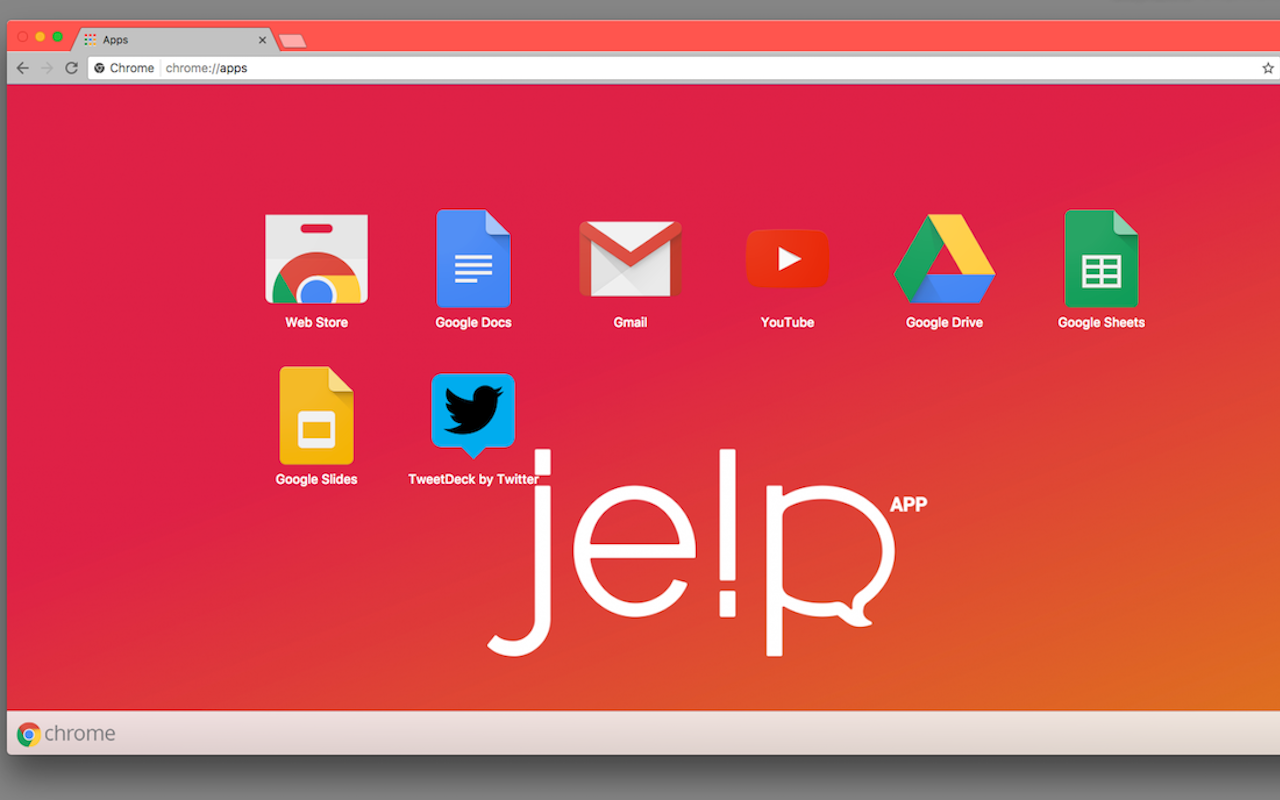 Apps
Chrome chrome://apps
Web Store Google Docs Gmail YouTube Google Drive Google Sheets
Google Slides TweetDeck by Twitter
je!p APP
chrome